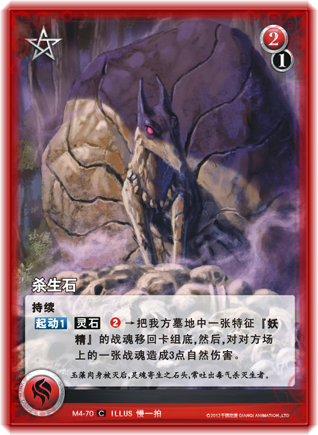 2
1
杀生石
持续
起动1 灵石 2→把我方墓地中一张特征『妖
精』的战魂移回卡组底,然后,对对方场
上的一张战魂造成3点自然伤害。
玉藻肉身被灭后,灵魂寄生之石头,常吐出毒气杀灭生者。
M4-70 C ILLUS 慢一拍